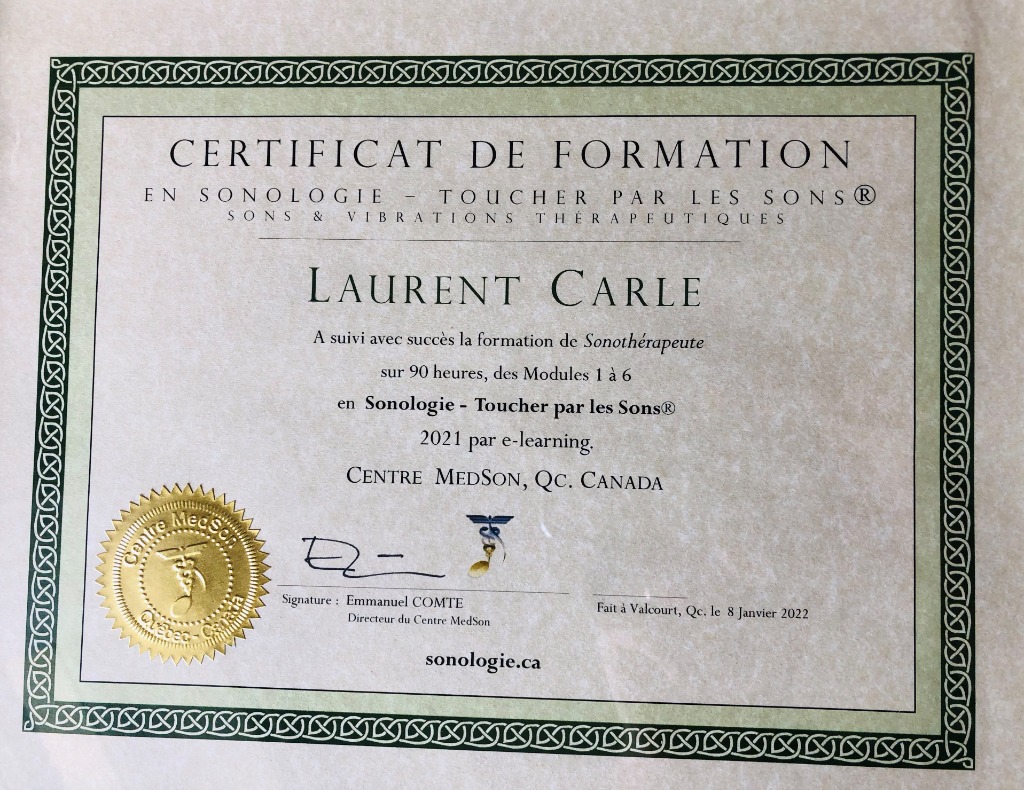 CERTIFICAT DE FORMATION
EN SONOLOGIE – TOUCHER PAR LES SONS®
SONS & VIBRATIONS THÉRAPEUTIQUES
LAURENT CARLE
A suivi avec succès la formation de Sonothérapeute
sur 90 heures, des Modules 1 à 6
en Sonologie - Toucher par les Sons®
2021 par e-learning.
CENTRE MEDSON, QC. CANADA
Centre MedSon
Québec - Canada
Signature : Emmanuel COMTE
Directeur du Centre MedSon
Fait à Valcourt, Qc. le 8 Janvier 2022
sonologie.ca